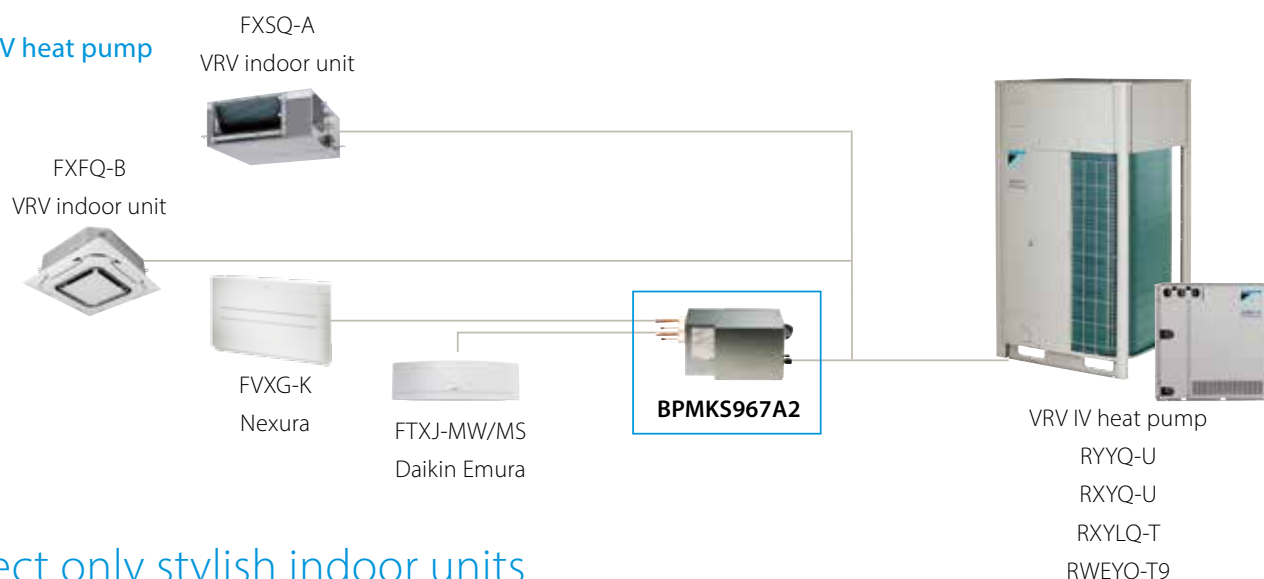 V heat pump
FXSQ-A
VRV indoor unit
FXFQ-B
VRV indoor unit
FVXG-K
Nexura
FTXJ-MW/MS
Daikin Emura
BPMKS967A2
VRV IV heat pump
RYYQ-U
RXYQ-U
RXYLQ-T
RWEYQ-T9
ect only stylish indoor units